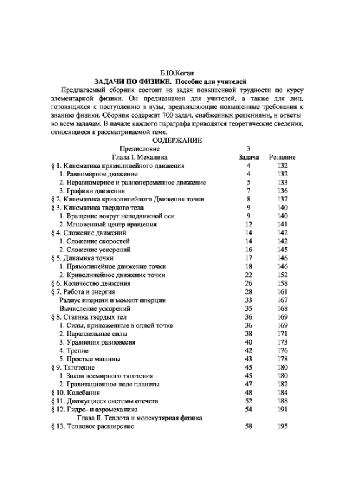 Б.Ю.Коган
ЗАДАЧИ ПО ФИЗИКЕ. Пособие для учителей
Предлагаемый сборник состоит из задач повышенной трудности по курсу
элементарной физики. Он предназначен для учителей, а также для лиц,
готовящихся к поступлению в вузы, предъявляющие повышенные требования к
знанию физики. Сборник содержит 700 задач, снабженных решениями, и ответы
ко всем задачам. В начале каждого параграфа приводятся теоретические сведения,
относящиеся к рассматриваемой теме.
СОДЕРЖАНИЕ
Предисловие 3
Глава I. Механика Задача Решение
§ 1. Кинематика прямолинейного движения 4 132
1. Равномерное движение 4 132
2. Неравномерное и равнопеременное движение 5 133
3. Графики движения 7 136
§ 2. Кинематика криволинейного Движения точки 8 137
§ 3. Кинематика твердого тела 9 140
1. Вращение вокруг неподвижной оси 9 140
2. Мгновенный центр вращения 12 141
§ 4. Сложение движений 14 142
1. Сложение скоростей 14 142
2. Сложение ускорений 16 145
§ 5. Динамика точки 17 146
1. Прямолинейное движение точки 18 146
2. Криволинейное движение точки 22 152
§ 6. Количество движения 26 158
§ 7. Работа и энергия 28 161
Радиус инерции и момент инерции 33 167
Вычисление ускорений 35 168
§ 8. Статика твердых тел 36 169
1. Силы, приложенные в одной точке 36 169
2. Параллельные силы 38 171
3. Уравнения равновесия 40 173
4. Трение 42 176
5. Простые машины 43 178
§ 9. Тяготение 45 180
1. Закон всемирного тяготения 45 180
2. Гравитационное поле планеты 47 182
§ 10. Колебания 48 184
§ 11. Движущиеся системы отсчета 52 188
§ 12. Гидро- и аэромеханика 54 191
Глава II. Теплота и молекулярная физика
§ 13. Тепловое расширение 58 195